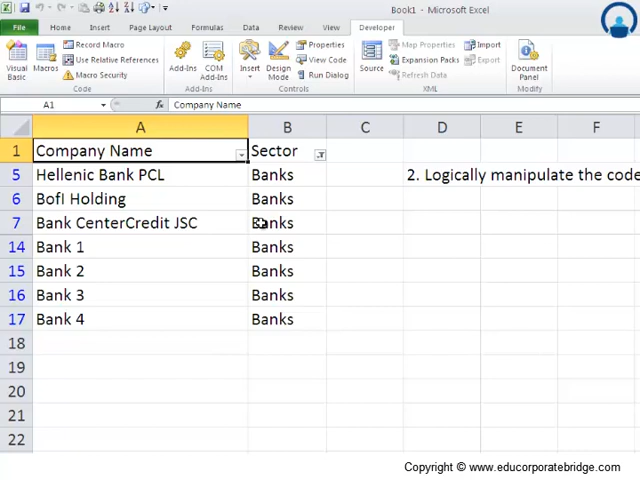 Book1 - Microsoft Excel
File Home Insert Page Layout Formulas Data Review View Developer
Visual Basic
Macros
Record Macro
Use Relative References
Macro Security
Code
Add-Ins
COM Add-Ins
Add-Ins
Insert
Design Mode
Properties
View Code
Run Dialog
Controls
Source
Map Properties
Expansion Packs
Refresh Data
Import
Export
XML
Document Panel
Modify
A1 fx Company Name
A B C D E F
1 Company Name Sector
5 Hellenic Bank PCL Banks 2. Logically manipulate the code
6 BofI Holding Banks
7 Bank CenterCredit JSC Banks
14 Bank 1 Banks
15 Bank 2 Banks
16 Bank 3 Banks
17 Bank 4 Banks
18
19
20
21
22
Copyright © www.educorporatebridge.com